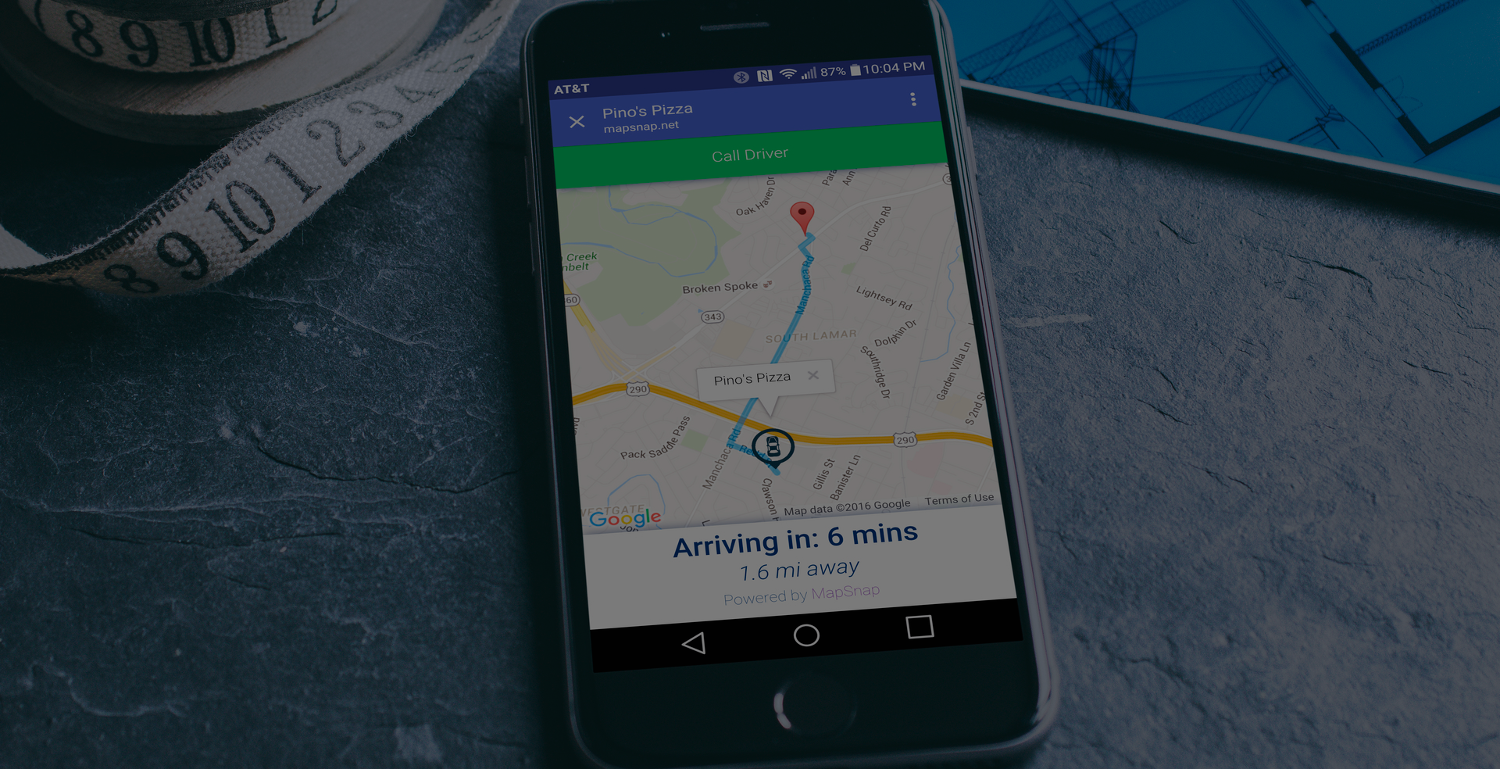 8 9 10 1 2
8 9 10 1 2 3 4 5
AT&T 87% 10:04 PM
Pino's Pizza
mapsnap.net
Call Driver
Oak Haven Dr
Ann
Del Curto Rd
Creek
nbelt
Broken Spoke
Manchaca Rd
Lightsey Rd
60
343
SOUTH LAMAR
Dolphin Dr
Southridge Dr
Garden Villa Ln
Pino's Pizza
290
S 2nd St
290
Pack Saddle Pass
Manchaca Rd
Gillis St
Banister Ln
Clawson
WESTGATE
Google
Map data ©2016 Google Terms of Use
Arriving in: 6 mins
1.6 mi away
Powered by MapSnap